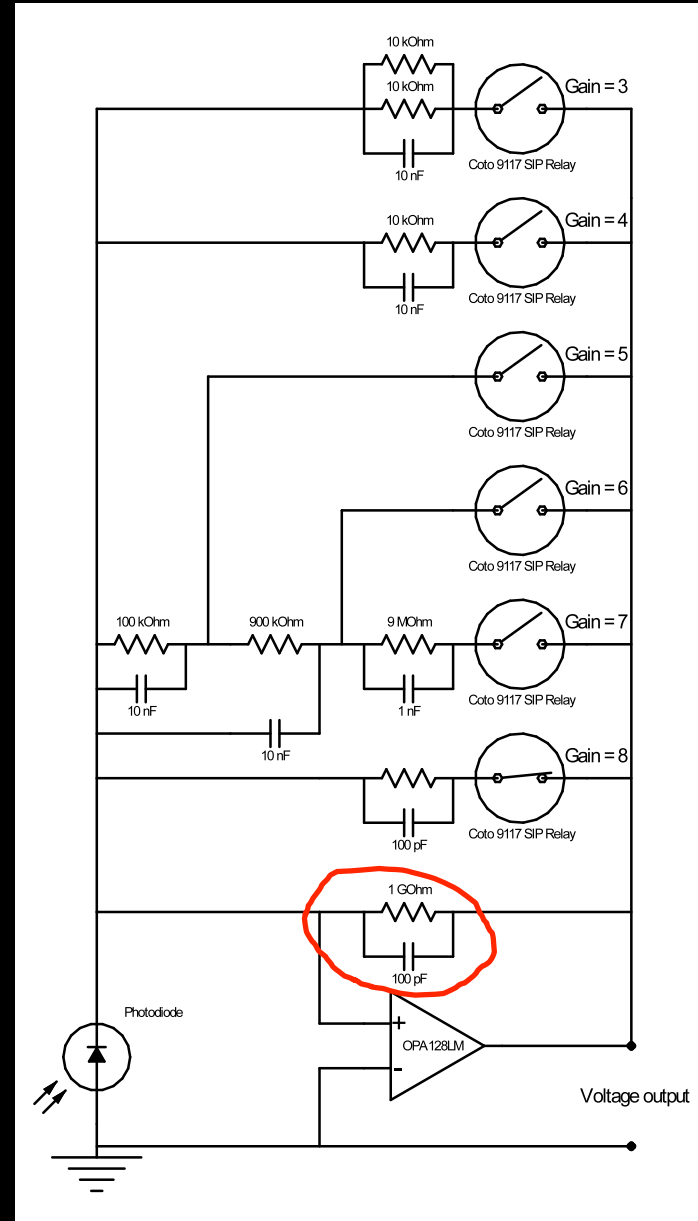 10 kOhm
10 kOhm
Gain = 3
10 nF
Coto 9117 SIP Relay
10 kOhm
Gain = 4
10 nF
Coto 9117 SIP Relay
Gain = 5
Coto 9117 SIP Relay
Gain = 6
Coto 9117 SIP Relay
100 kOhm
900 kOhm
9 MOhm
Gain = 7
10 nF
1 nF
Coto 9117 SIP Relay
10 nF
Gain = 8
100 pF
Coto 9117 SIP Relay
1 GOhm
100 pF
Photodiode
+
OPA128LM
-
Voltage output